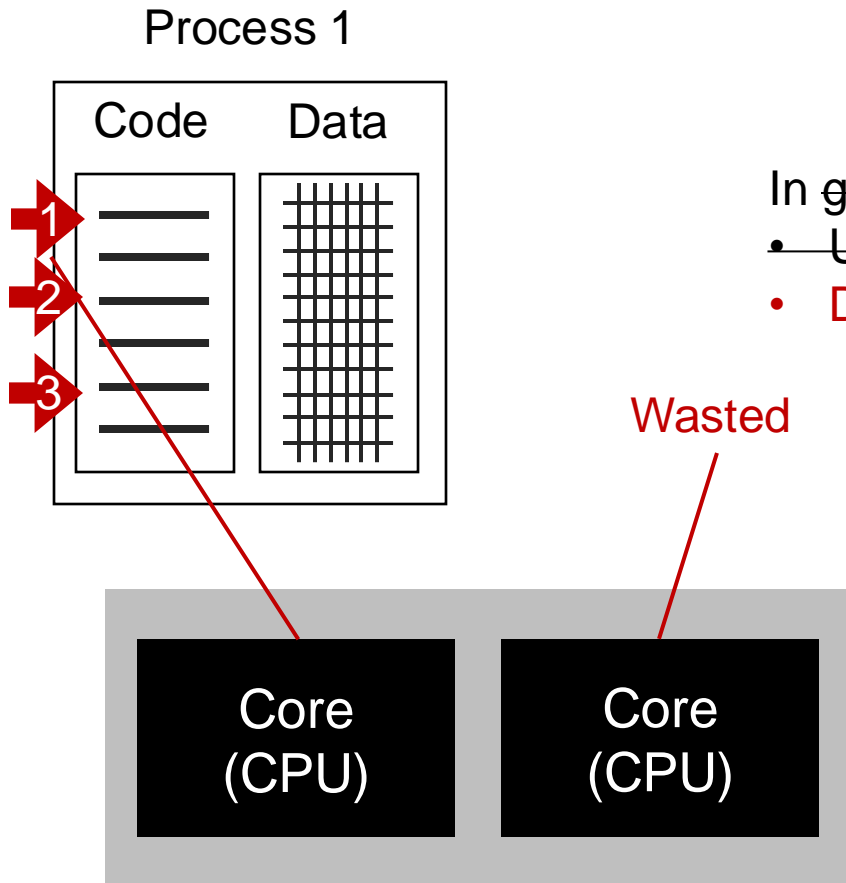 Process 1
Code Data
1
2
3
In
Wasted
Core
(CPU)
Core
(CPU)